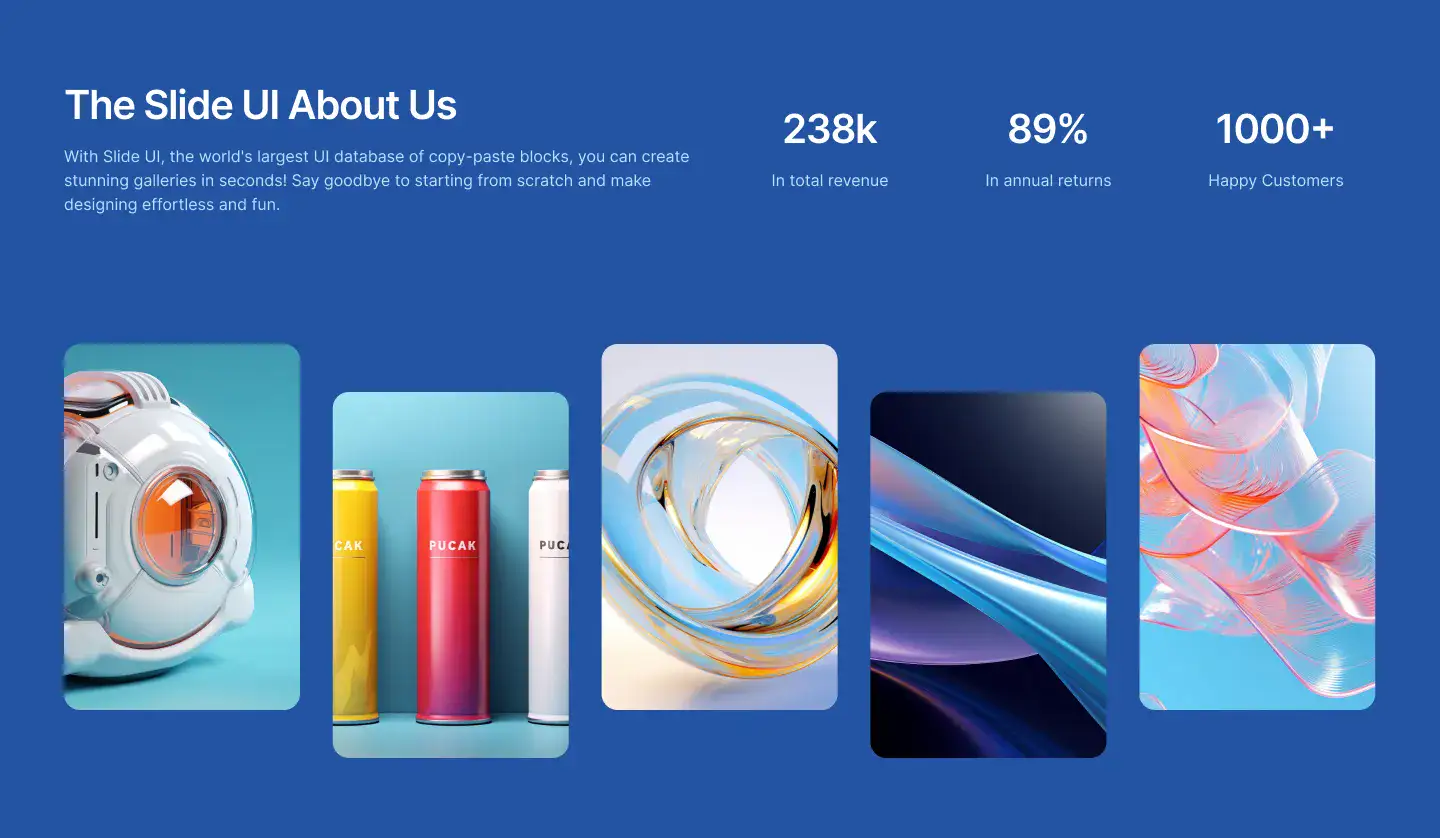 The Slide UI About Us
With Slide UI, the world's largest UI database of copy-paste blocks, you can create
stunning galleries in seconds! Say goodbye to starting from scratch and make
designing effortless and fun.
238k
In total revenue
89%
In annual returns
1000+
Happy Customers
CAK
PUCAK
PUCA